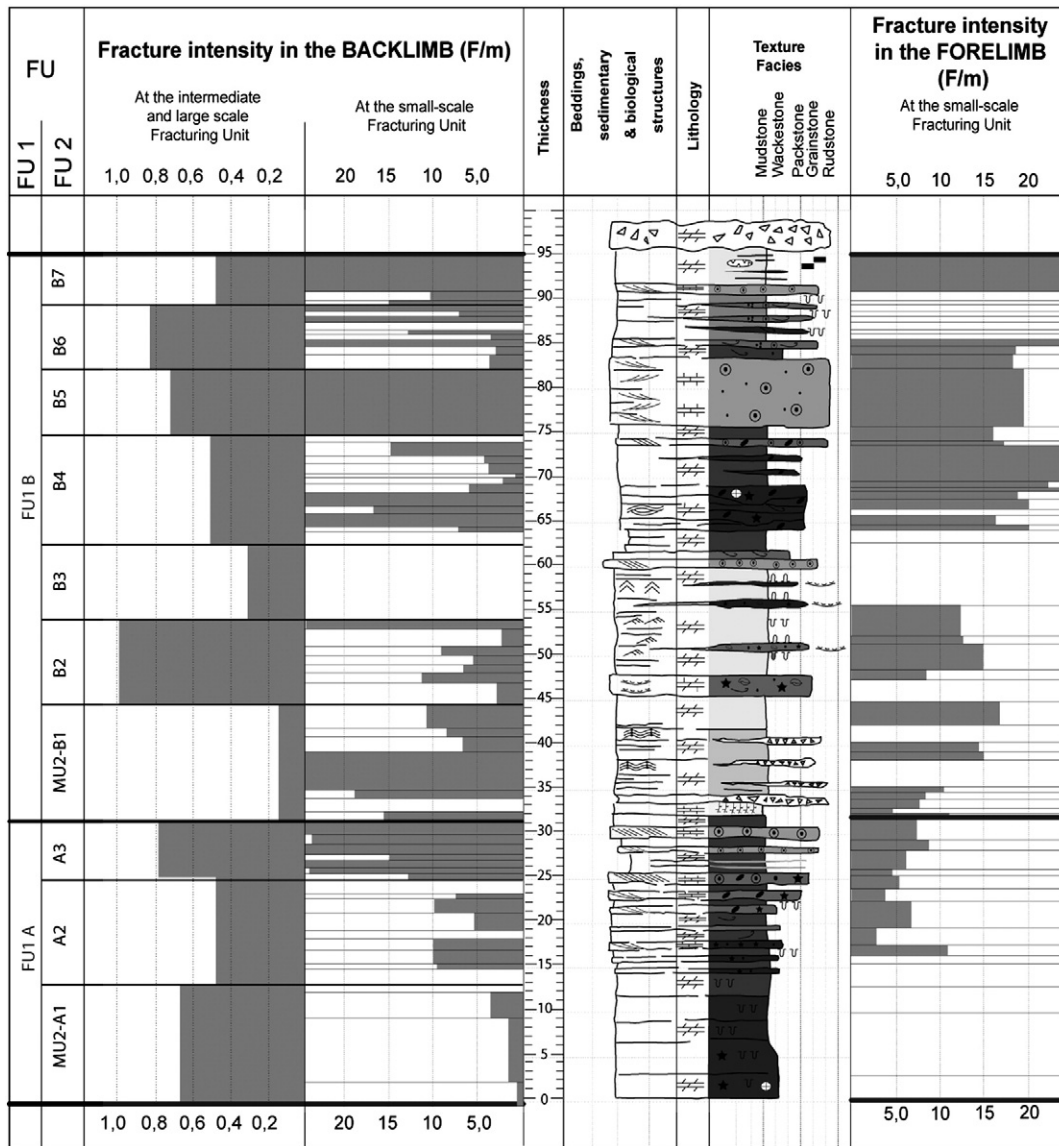 Fracture intensity in the BACKLIMB (F/m)
FU
FU 1
FU 2
At the intermediate
and large scale
Fracturing Unit
1,0 0,8 0,6 0,4 0,2
At the small-scale
Fracturing Unit
20 15 10 5,0
Thickness
Beddings,
sedimentary
& biological
structures
Lithology
Texture
Facies
Mudstone
Wackestone
Packstone
Grainstone
Rudstone
Fracture intensity
in the FORELIMB
(F/m)
At the small-scale
Fracturing Unit
5,0 10 15 20
FU1 B
FU1 A
B7
B6
B5
B4
B3
B2
MU2-B1
A3
A2
MU2-A1
95
90
85
80
75
70
65
60
55
50
45
40
35
30
25
20
15
10
5
0
1,0 0,8 0,6 0,4 0,2
20 15 10 5,0
5,0 10 15 20